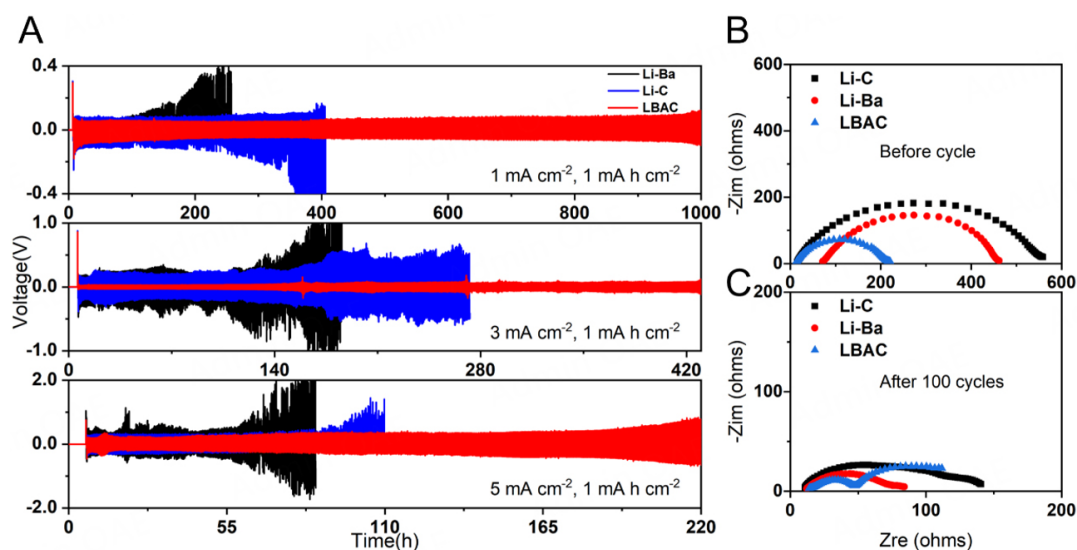 A
0.4
0.0
-0.4
Li-Ba
Li-C
LBAC
1 mA cm-2, 1 mA h cm-2
0 200 400 600 800 1000
1.0
0.0
-1.0
3 mA cm-2, 1 mA h cm-2
0 140 280 420
2.0
0.0
-2.0
5 mA cm-2, 1 mA h cm-2
0 55 110 165 220
Voltage(V)
Time(h)
B
600
400
200
0
Li-C
Li-Ba
LBAC
Before cycle
0 100 200 300 400 600
-Zim (ohms)
C
200
100
0
Li-C
Li-Ba
LBAC
After 100 cycles
0 50 100 150 200
-Zim (ohms)
Zre (ohms)